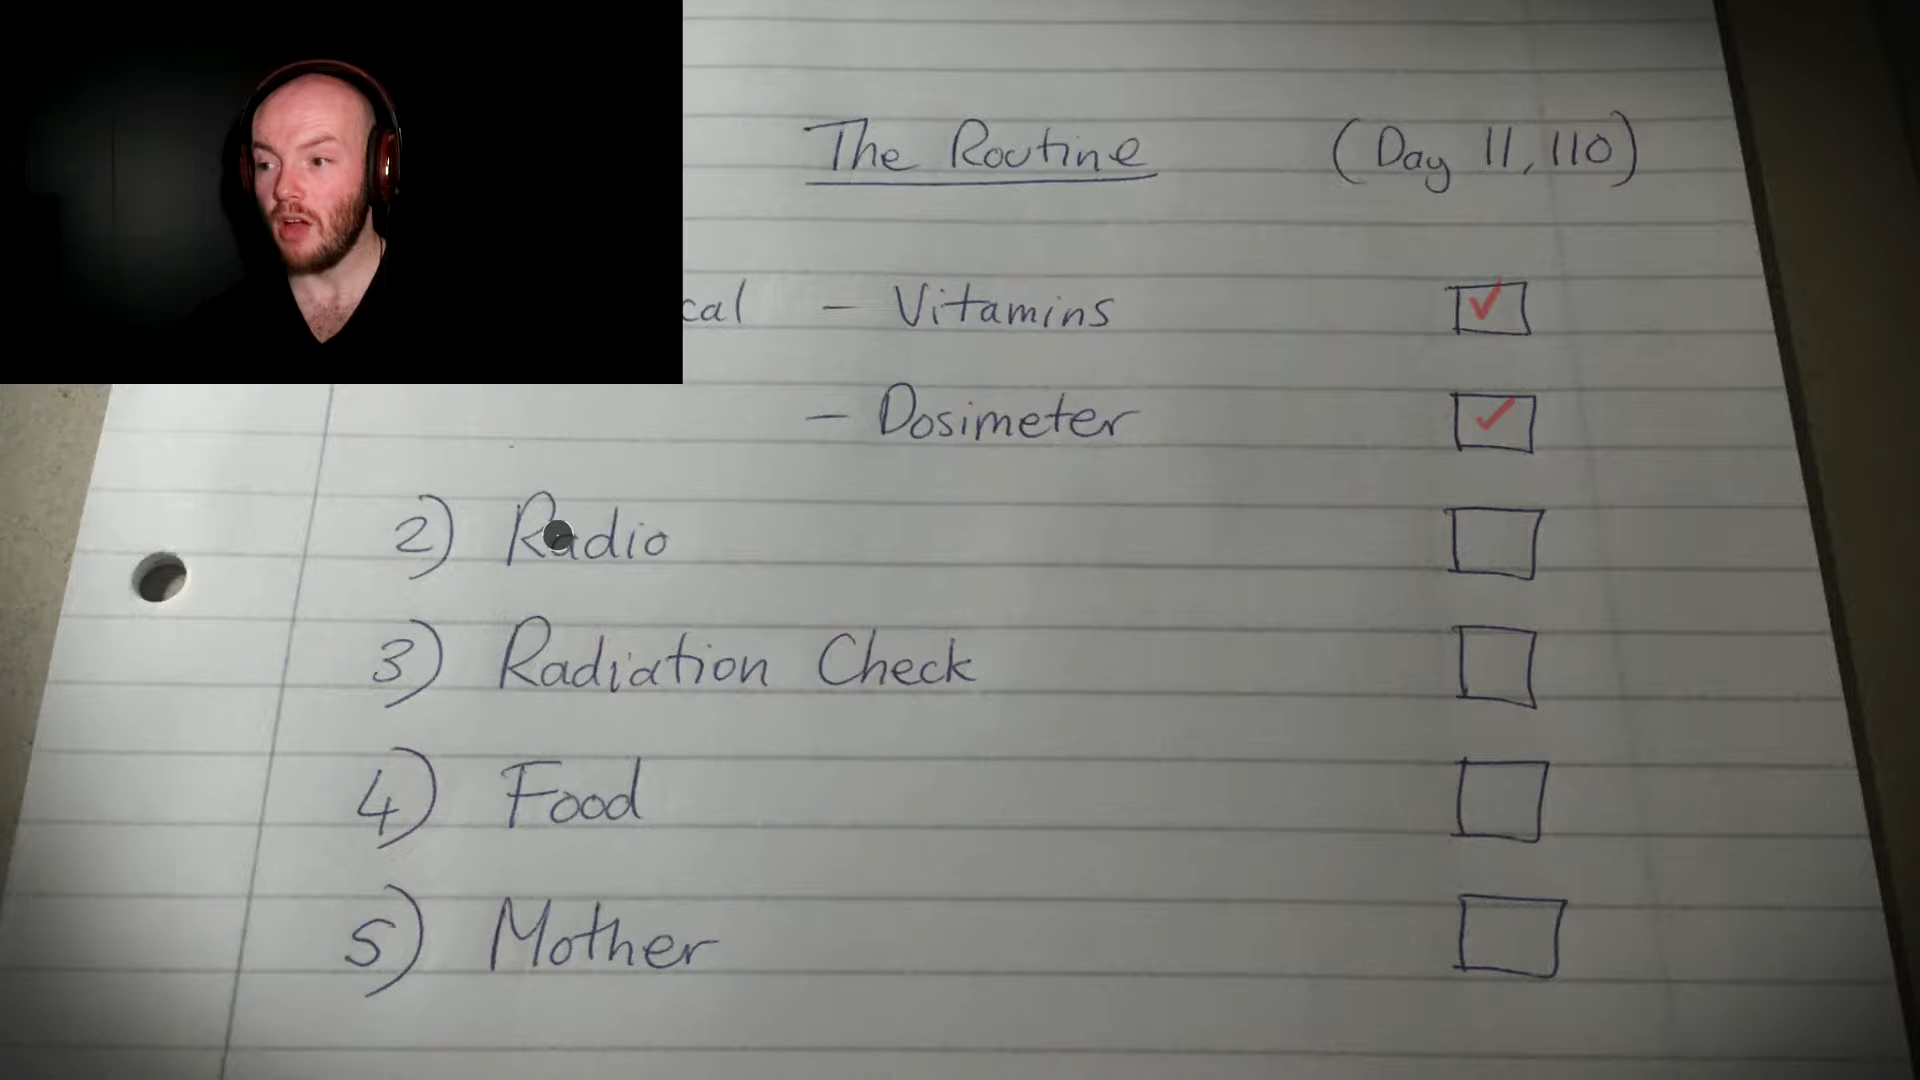 The Routine (Day 11,110)
cal - Vitamins
- Dosimeter
2) Radio
3) Radiation Check
4) Food
5) Mother